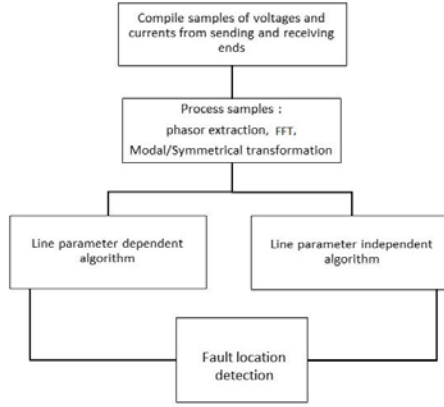 Compile samples of voltages and
currents from sending and receiving
ends
Process samples :
phasor extraction, FFT,
Modal/Symmetrical transformation
Line parameter dependent
algorithm
Line parameter independent
algorithm
Fault location
detection